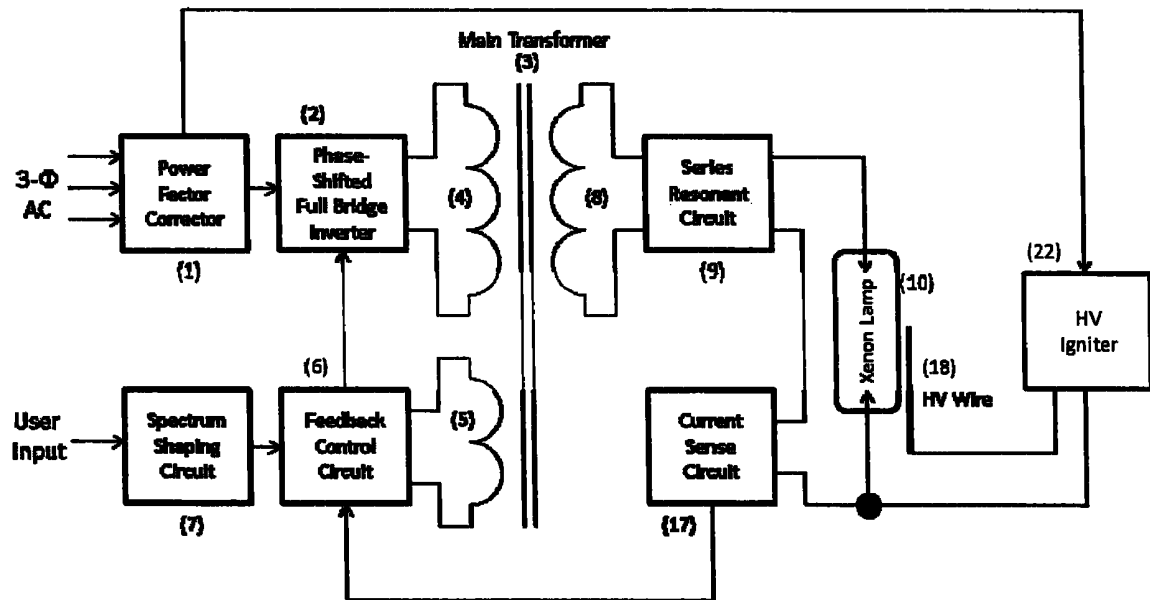 Main Transformer
(3)
(2)
3-Φ
AC
Power
Factor
Corrector
(1)
Phase-
Shifted
Full Bridge
Inverter
(4)
(8)
Series
Resonant
Circuit
(9)
Xenon Lamp
(10)
(22)
HV
Igniter
(18)
HV Wire
(6)
User
Input
Spectrum
Shaping
Circuit
(7)
Feedback
Control
Circuit
(5)
Current
Sense
Circuit
(17)